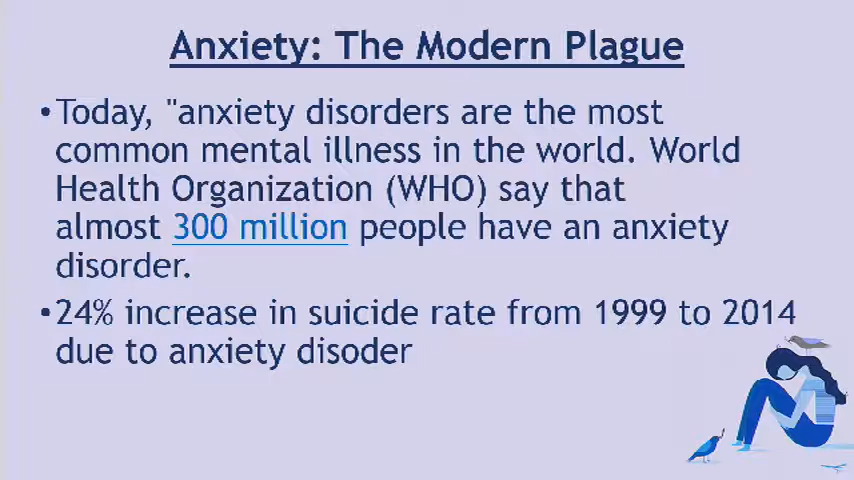 Anxiety: The Modern Plague
•Today, "anxiety disorders are the most
common mental illness in the world. World
Health Organization (WHO) say that
almost 300 million people have an anxiety
disorder.
•24% increase in suicide rate from 1999 to 2014
due to anxiety disoder